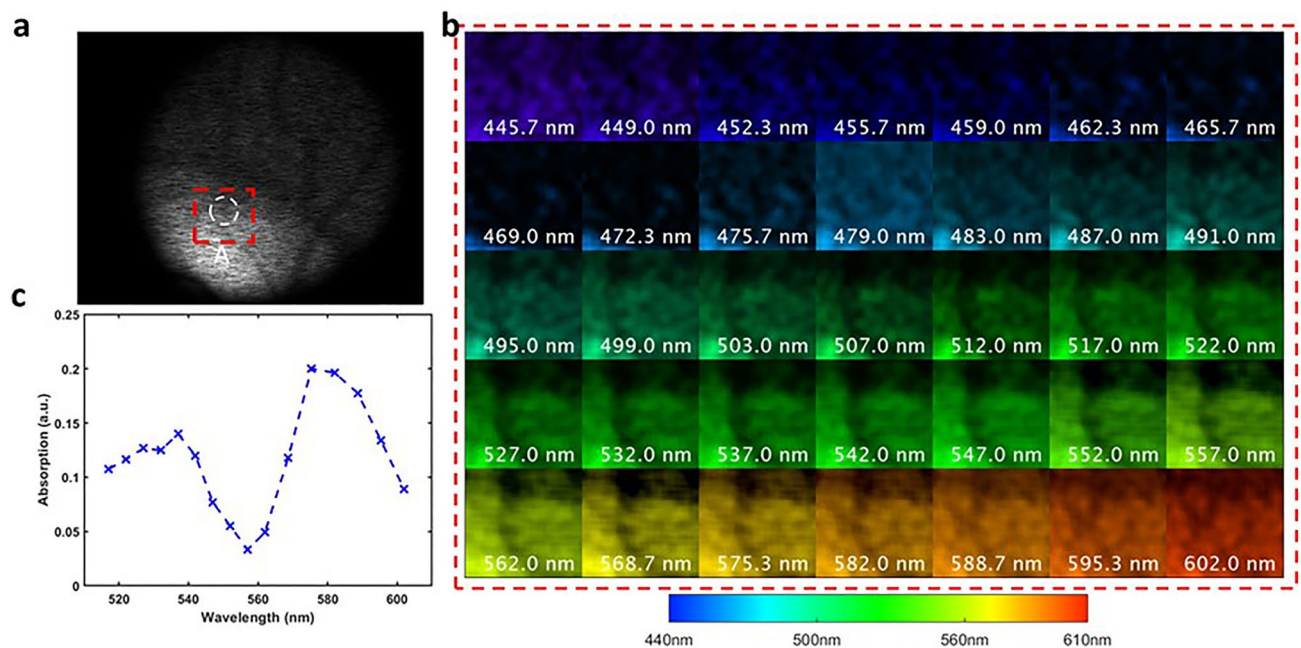 a
A
b
445.7 nm 449.0 nm 452.3 nm 455.7 nm 459.0 nm 462.3 nm 465.7 nm
469.0 nm 472.3 nm 475.7 nm 479.0 nm 483.0 nm 487.0 nm 491.0 nm
495.0 nm 499.0 nm 503.0 nm 507.0 nm 512.0 nm 517.0 nm 522.0 nm
527.0 nm 532.0 nm 537.0 nm 542.0 nm 547.0 nm 552.0 nm 557.0 nm
562.0 nm 568.7 nm 575.3 nm 582.0 nm 588.7 nm 595.3 nm 602.0 nm
440nm 500nm 560nm 610nm
c
0.25
0.2
0.15
0.1
0.05
0
Absorption (a.u.)
520 540 560 580 600
Wavelength (nm)